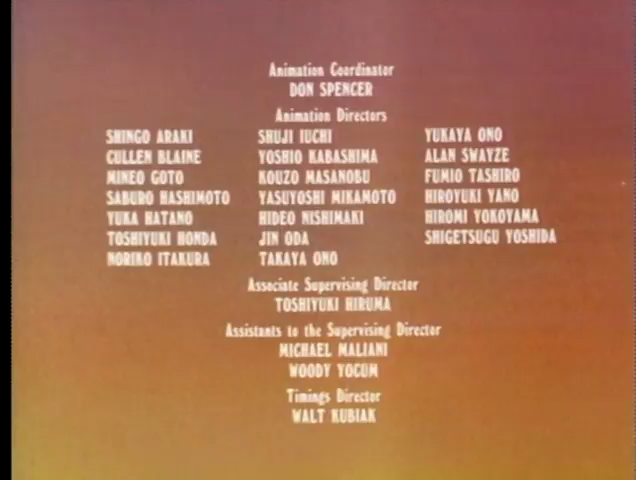 Animation Coordinator
DON SPENCER
Animation Directors
SHINGO ARAKI SHUJI IUCHI YUKAYA ONO
CULLEN BLAINE YOSHIO KABASHIMA ALAN SWAYZE
MINEO GOTO KOUZO MASANOBU FUMIO TASHIRO
SABURO HASHIMOTO YASUYOSHI MIKAMOTO HIROYUKI YANO
YUKA HATANO HIDEO NISHIMAKI HIROMI YOKOYAMA
TOSHIYUKI HONDA JIN ODA SHIGETSUGU YOSHIDA
NORIKO ITAKURA TAKAYA ONO
Associate Supervising Director
TOSHIYUKI HIRUMA
Assistants to the Supervising Director
MICHAEL MALIANI
WOODY YOCUM
Timings Director
WALT KUBIAK